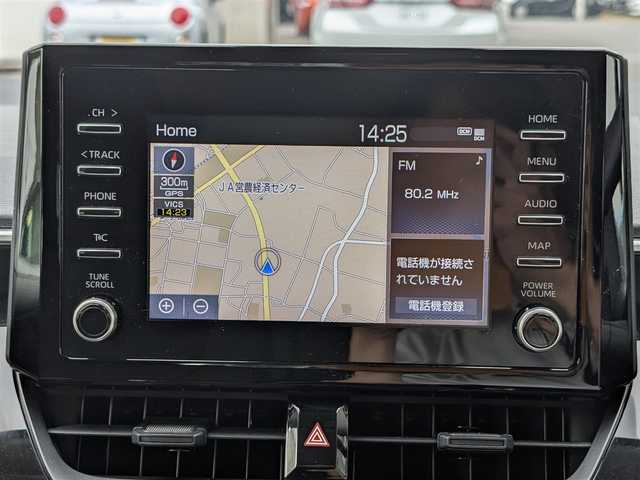 . CH >
< TRACK
PHONE
T&C
TUNE
SCROLL
Home
14:25
DCM
DCM
300m
GPS
VICS
14:23
JA営農経済センター
FM
80.2 MHz
電話機が接続さ
れていません
電話機登録
HOME
MENU
AUDIO
MAP
POWER
VOLUME